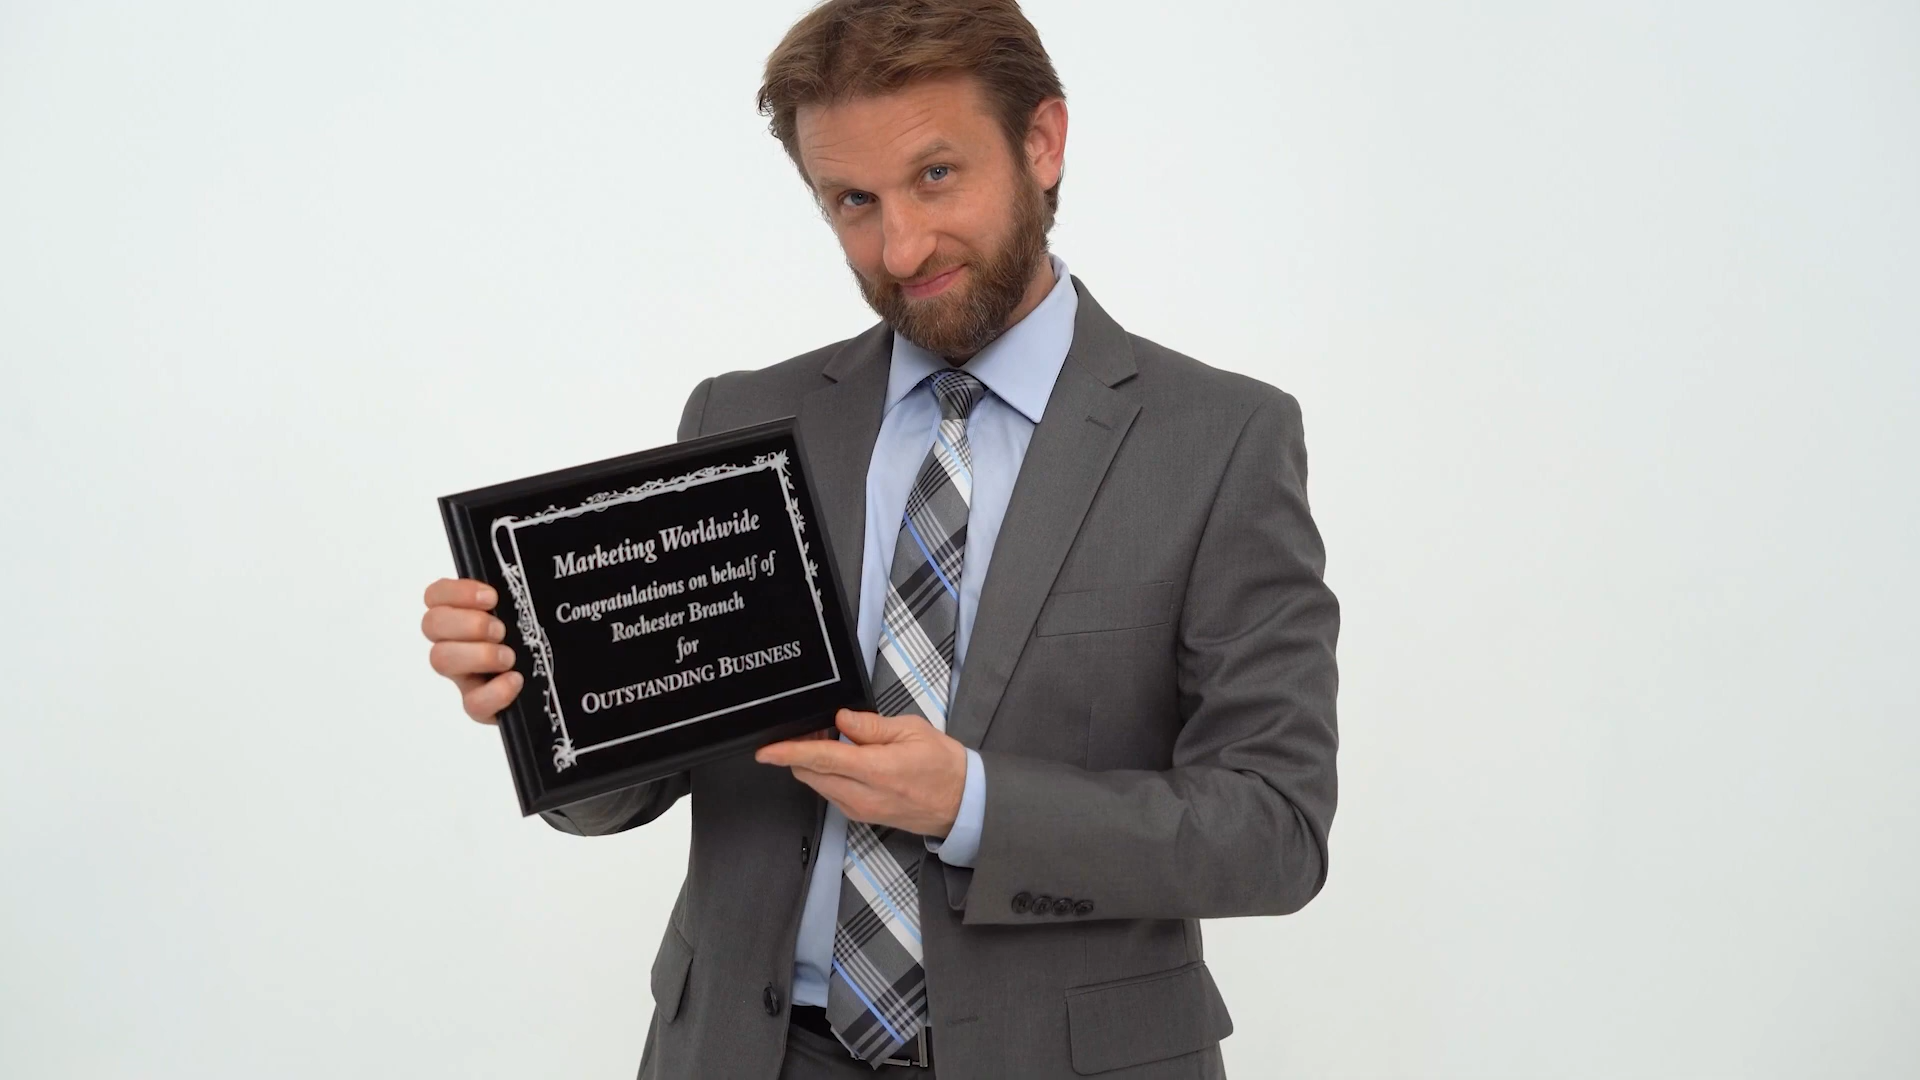 Marketing Worldwide
Congratulations on behalf of
Rochester Branch
for
OUTSTANDING BUSINESS